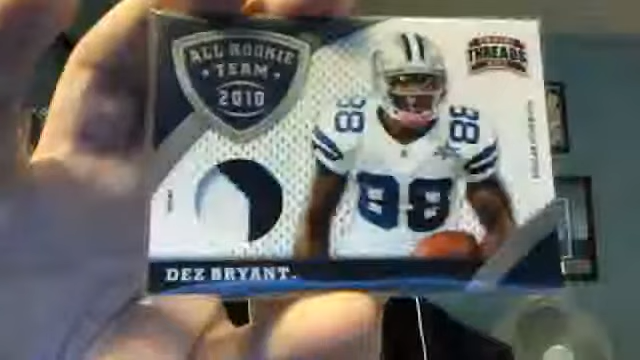 ALL ROOKIE
TEAM
2010
THREADS
88
88
88
DEZ BRYANT